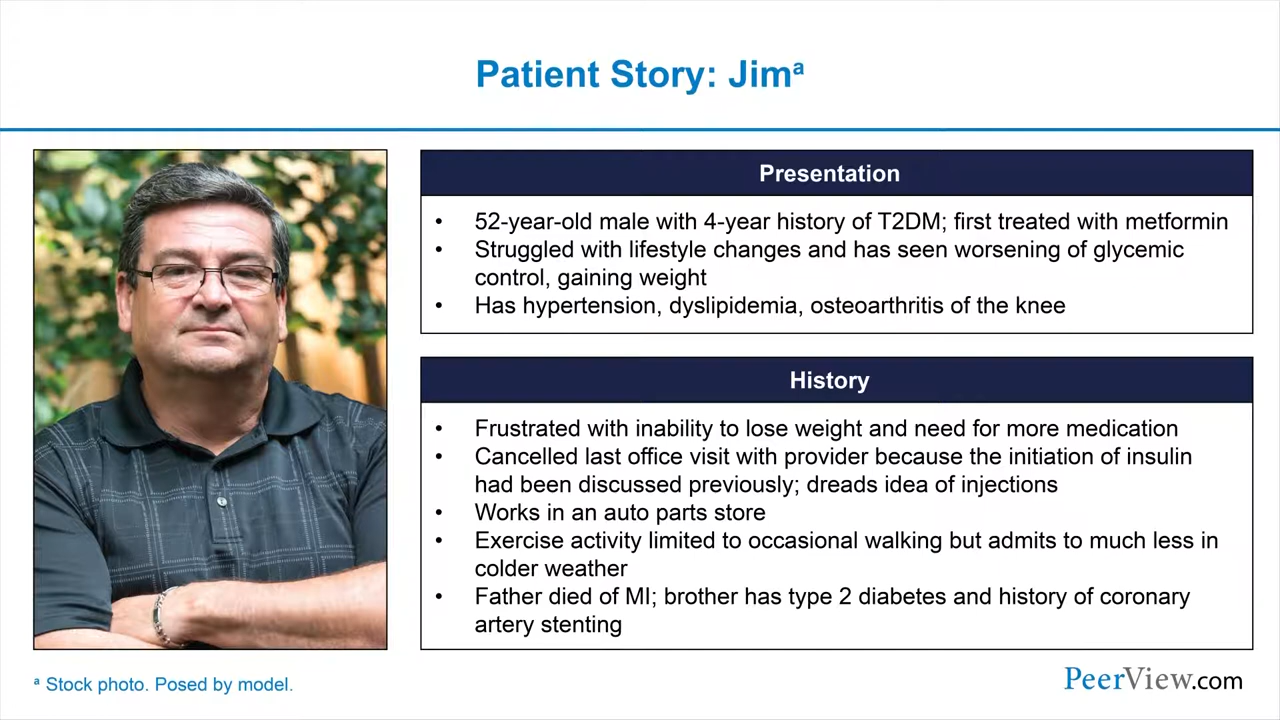 Patient Story: Jimª
Presentation
• 52-year-old male with 4-year history of T2DM; first treated with metformin
• Struggled with lifestyle changes and has seen worsening of glycemic
control, gaining weight
• Has hypertension, dyslipidemia, osteoarthritis of the knee
History
• Frustrated with inability to lose weight and need for more medication
• Cancelled last office visit with provider because the initiation of insulin
had been discussed previously; dreads idea of injections
• Works in an auto parts store
• Exercise activity limited to occasional walking but admits to much less in
colder weather
• Father died of MI; brother has type 2 diabetes and history of coronary
artery stenting
ª Stock photo. Posed by model.
PeerView.com